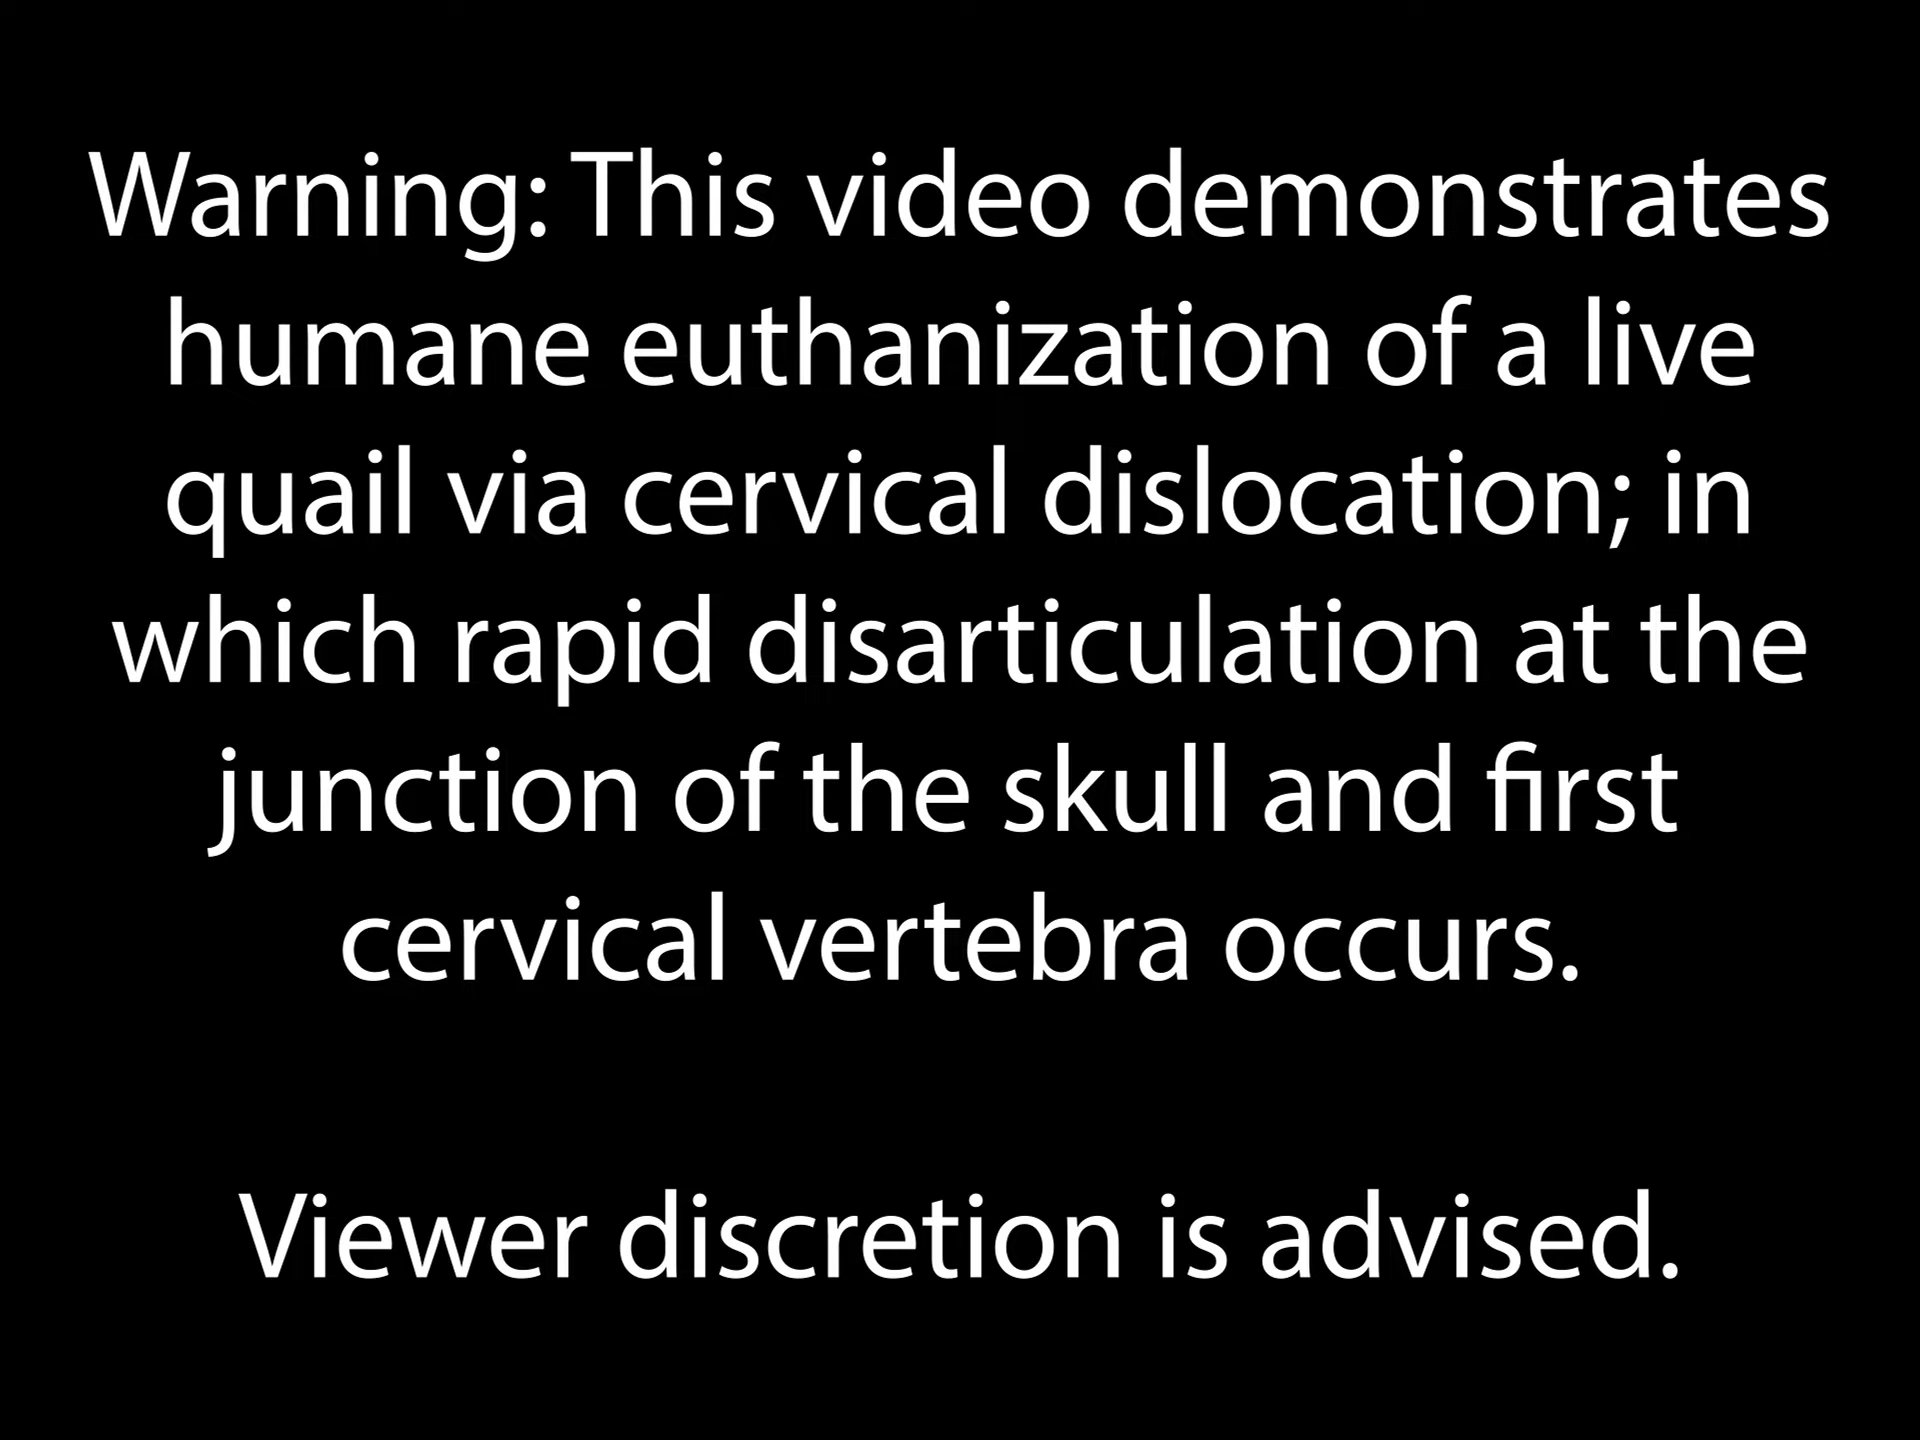 Warning: This video demonstrates
humane euthanization of a live
quail via cervical dislocation; in
which rapid disarticulation at the
junction of the skull and first
cervical vertebra occurs.
Viewer discretion is advised.